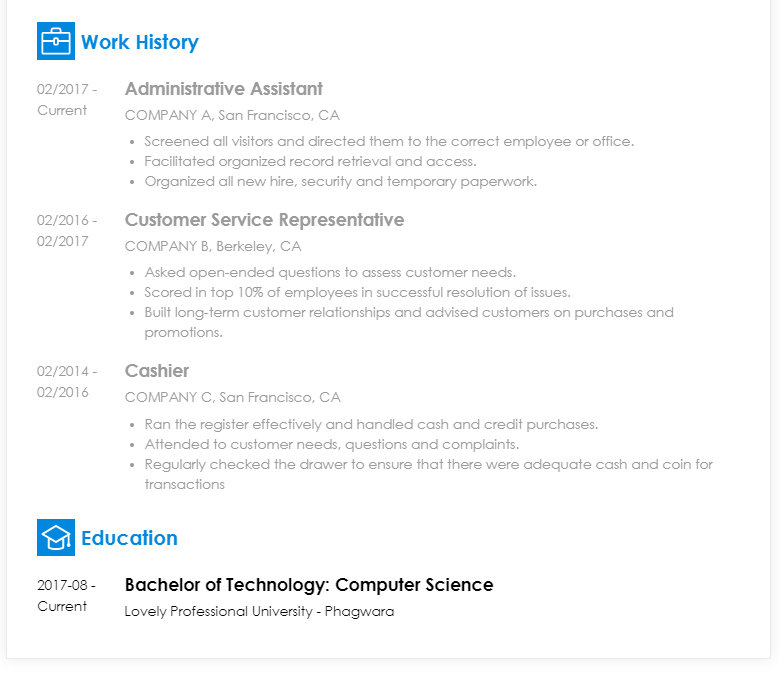 Work History
02/2017 -
Current
Administrative Assistant
COMPANY A, San Francisco, CA
• Screened all visitors and directed them to the correct employee or office.
• Facilitated organized record retrieval and access.
• Organized all new hire, security and temporary paperwork.
02/2016 -
02/2017
Customer Service Representative
COMPANY B, Berkeley, CA
• Asked open-ended questions to assess customer needs.
• Scored in top 10% of employees in successful resolution of issues.
• Built long-term customer relationships and advised customers on purchases and
promotions.
02/2014 -
02/2016
Cashier
COMPANY C, San Francisco, CA
• Ran the register effectively and handled cash and credit purchases.
• Attended to customer needs, questions and complaints.
• Regularly checked the drawer to ensure that there were adequate cash and coin for
transactions
Education
2017-08 -
Current
Bachelor of Technology: Computer Science
Lovely Professional University - Phagwara